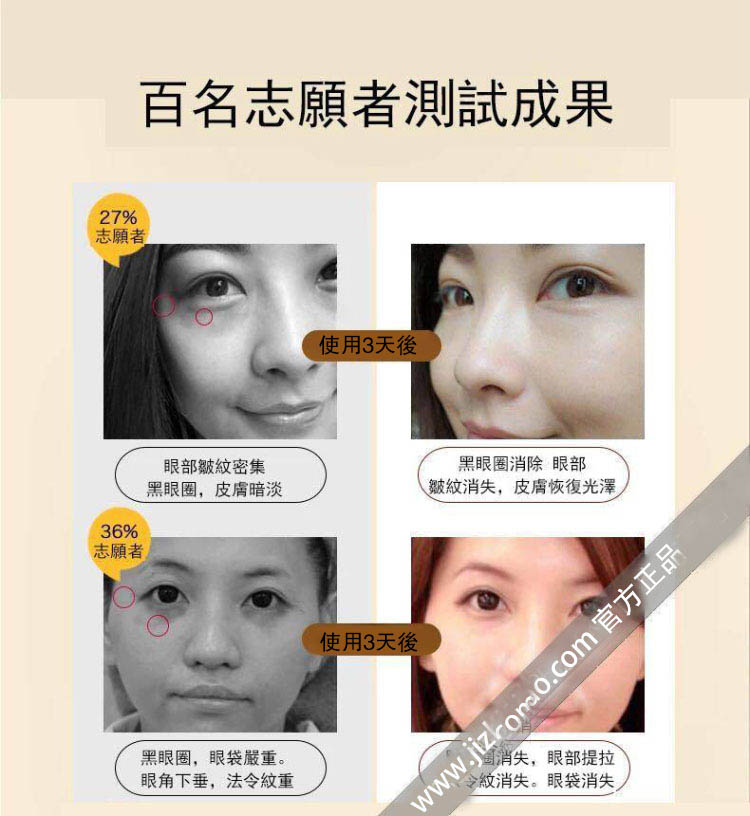 百名志願者測試成果
27%
志願者
使用3天後
眼部皺紋密集
黑眼圈，皮膚暗淡
黑眼圈消除 眼部
皺紋消失，皮膚恢復光澤
36%
志願者
使用3天後
黑眼圈，眼袋嚴重。
眼角下垂，法令紋重
圈消失，眼部提拉
令紋消失。眼袋消失
官方正品